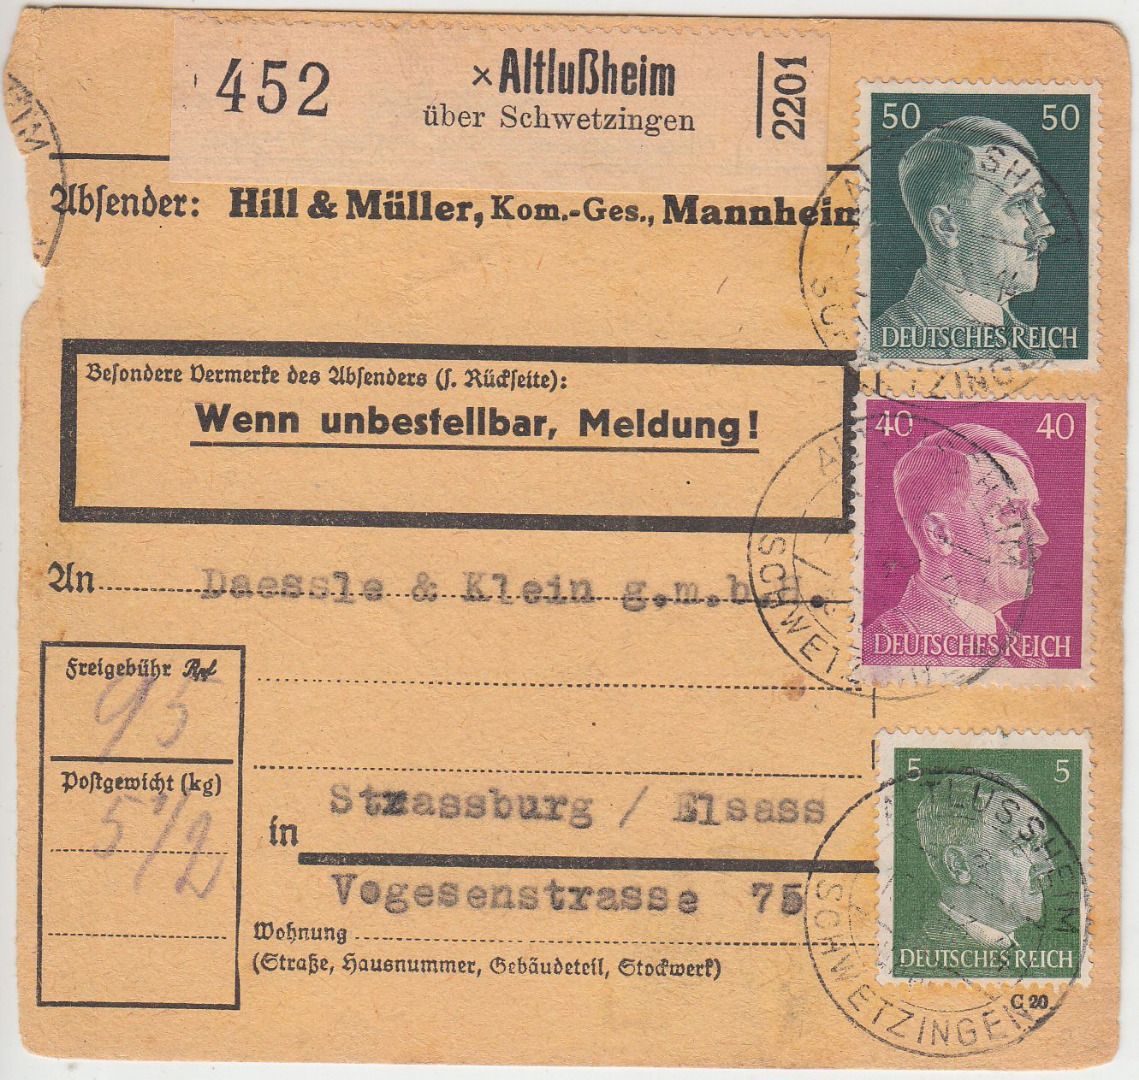 452
× Altlußheim
über Schwetzingen
2201
Absender: Hill & Müller, Kom.-Ges., Mannheim
50 50
DEUTSCHES REICH
Besondere Vermerke des Absenders (s. Rückseite):
Wenn unbestellbar, Meldung!
40 40
DEUTSCHES REICH
An Daessle & Klein g.m.b.H.
Freigebühr Rpf
95
Postgewicht (kg)
5 1/2
in Strassburg / Elsass
Vogesenstrasse 75
Wohnung
(Straße, Hausnummer, Gebäudeteil, Stockwerk)
5 5
DEUTSCHES REICH
C 20
ALTLUSSHEIM
SCHWETZINGEN